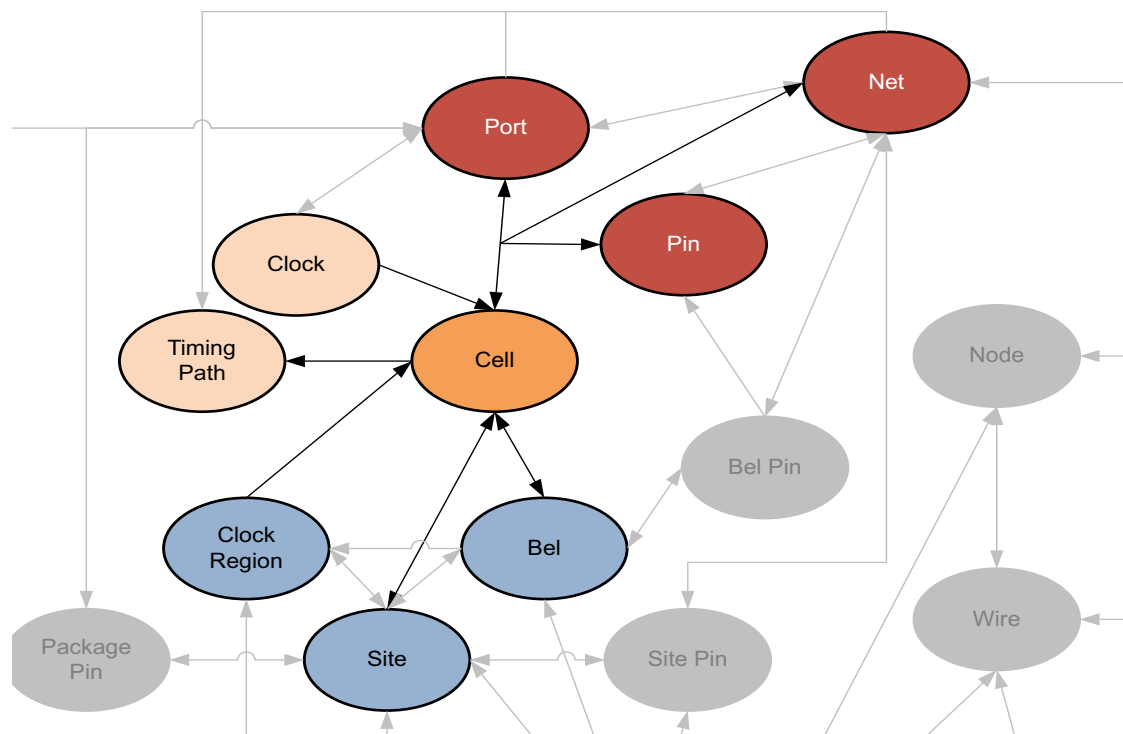 Net
Port
Pin
Clock
Timing
Path
Cell
Node
Bel Pin
Clock
Region
Bel
Package
Pin
Site
Site Pin
Wire